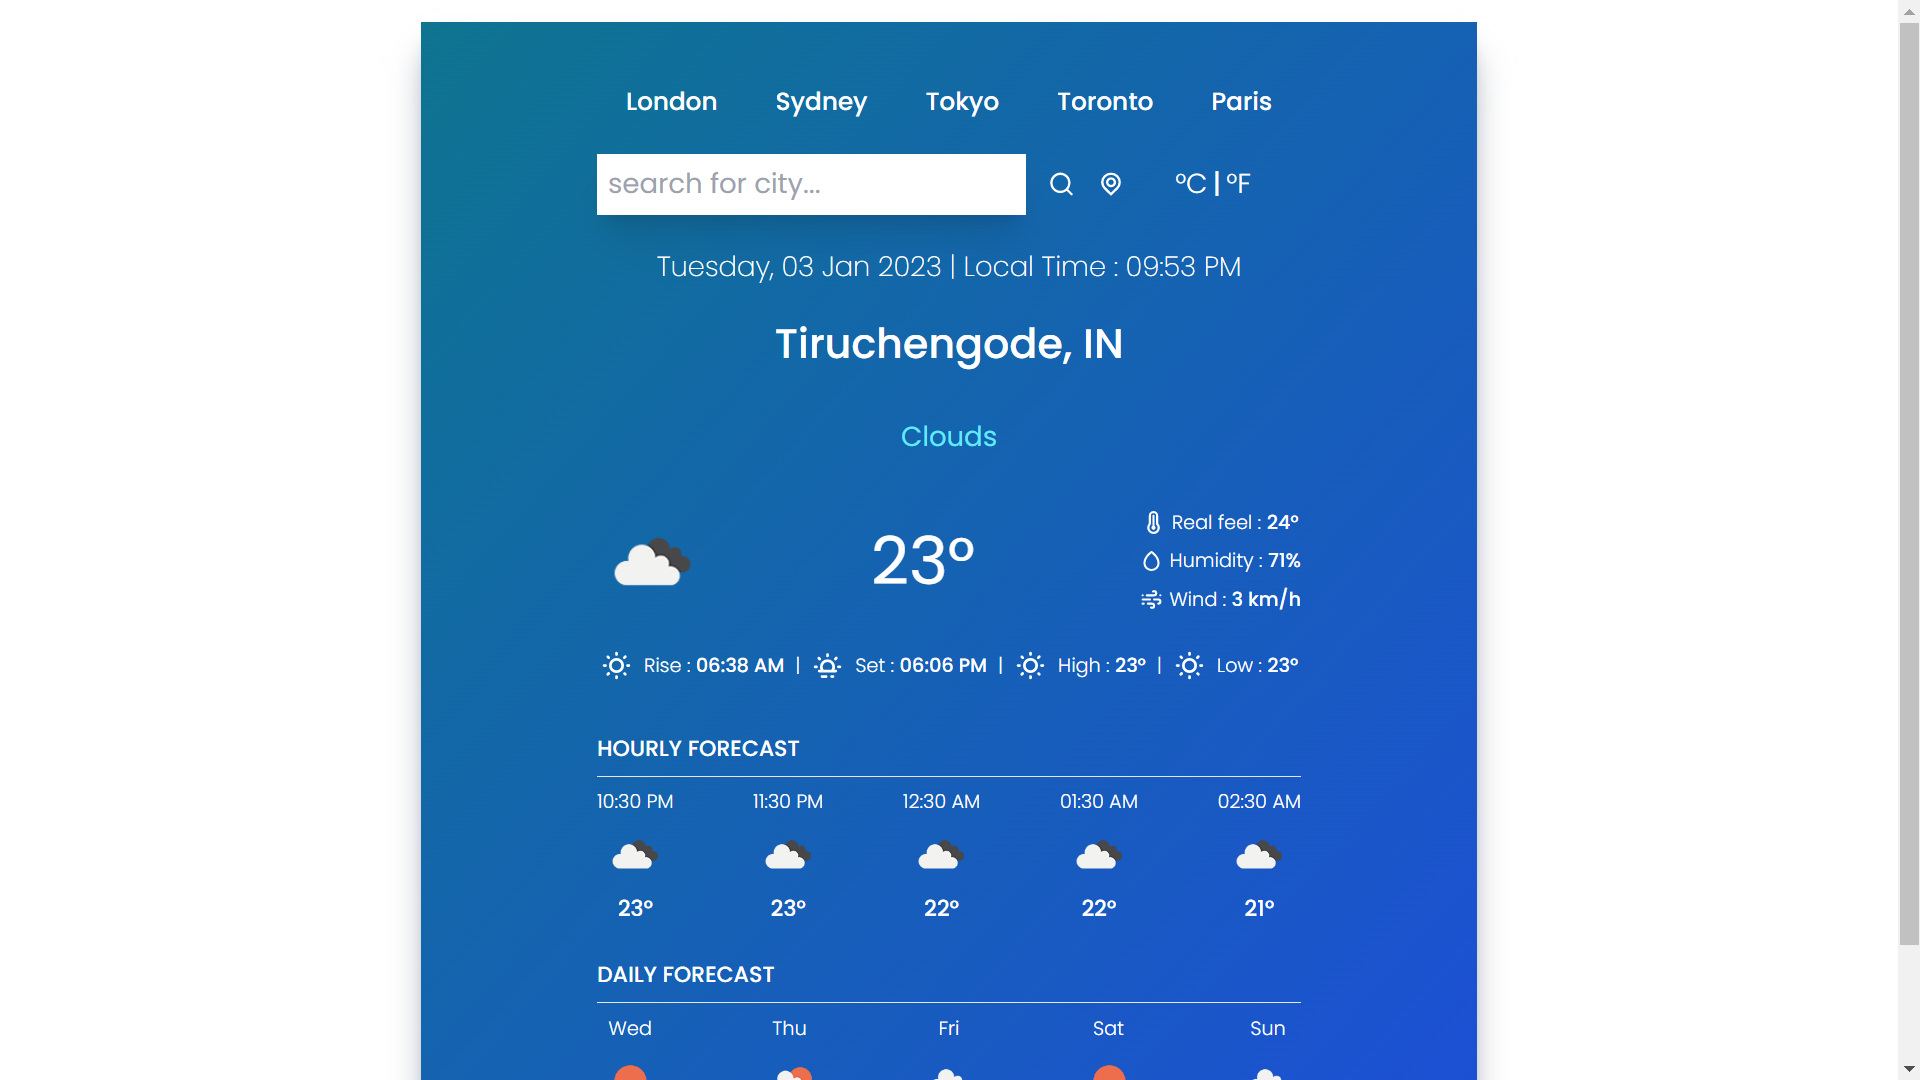 London Sydney Tokyo Toronto Paris
search for city... °C | °F
Tuesday, 03 Jan 2023 | Local Time : 09:53 PM
Tiruchengode, IN
Clouds
23° Real feel : 24°
Humidity : 71%
Wind : 3 km/h
Rise : 06:38 AM | Set : 06:06 PM | High : 23° | Low : 23°
HOURLY FORECAST
10:30 PM 11:30 PM 12:30 AM 01:30 AM 02:30 AM
23° 23° 22° 22° 21°
DAILY FORECAST
Wed Thu Fri Sat Sun